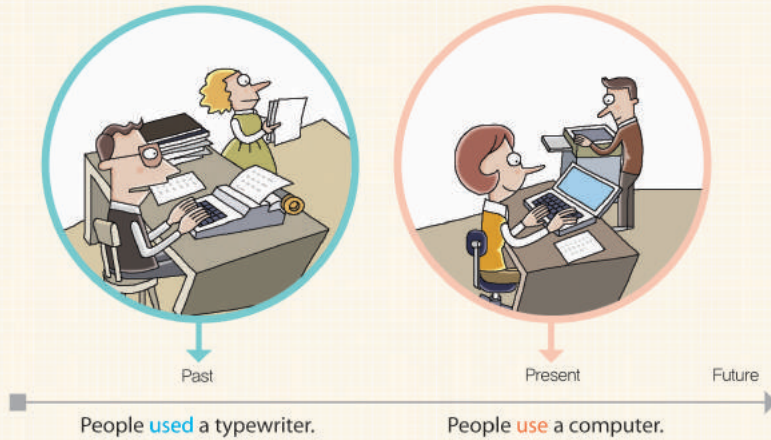 Past
Present
Future
People used a typewriter.
People use a computer.